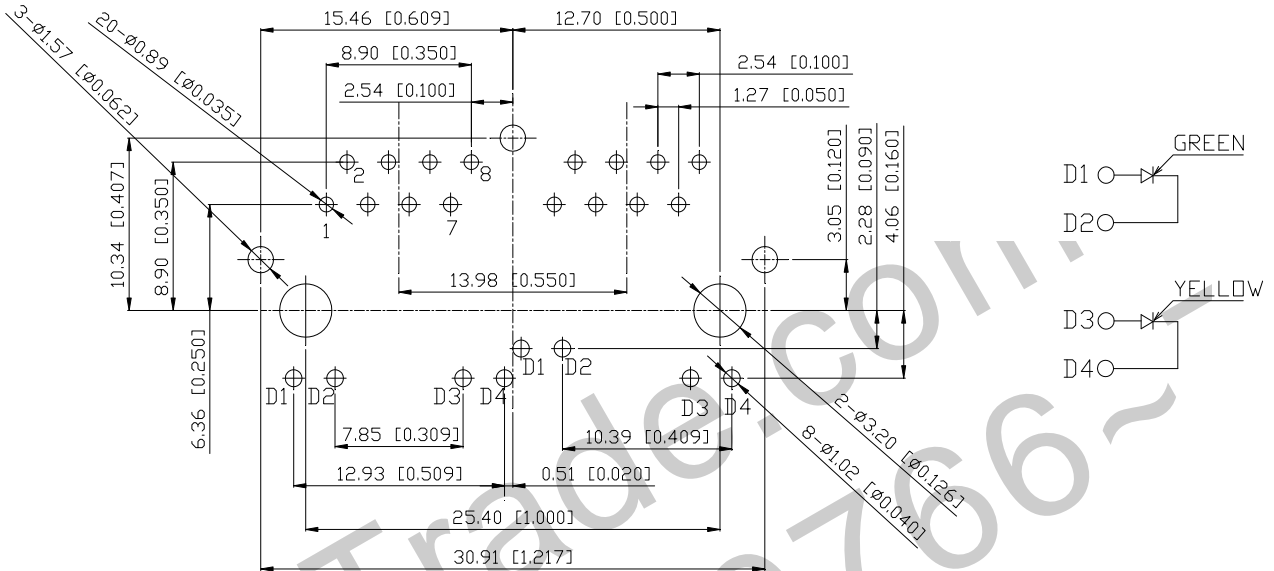 15.46 [0.609]
12.70 [0.500]
3-ø1.57 [ø0.062]
20-ø0.89 [ø0.035]
8.90 [0.350]
2.54 [0.100]
2.54 [0.100]
1.27 [0.050]
2
8
1
7
10.34 [0.407]
8.90 [0.350]
6.36 [0.250]
3.05 [0.120]
2.28 [0.090]
4.06 [0.160]
13.98 [0.550]
D1
D2
D1
D2
D3
D4
D3
D4
7.85 [0.309]
10.39 [0.409]
12.93 [0.509]
0.51 [0.020]
25.40 [1.000]
30.91 [1.217]
2-ø3.20 [ø0.126]
8-ø1.02 [ø0.040]
GREEN
D1
D2
YELLOW
D3
D4
Trade.com
0766~